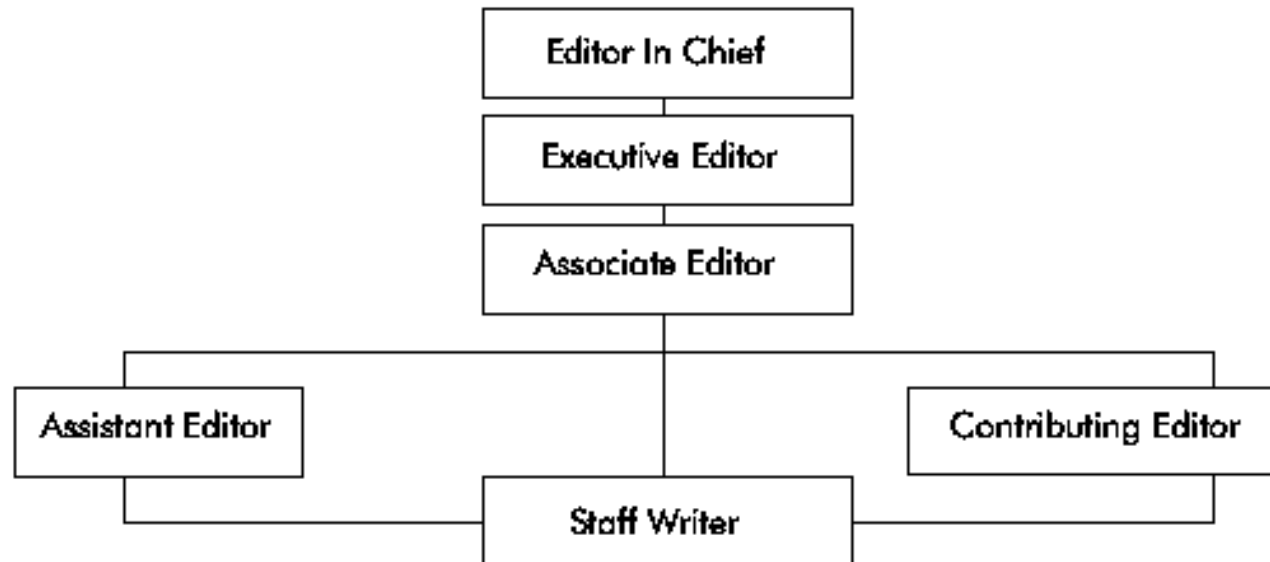 Editor In Chief
Executive Editor
Associate Editor
Assistant Editor
Contributing Editor
Staff Writer